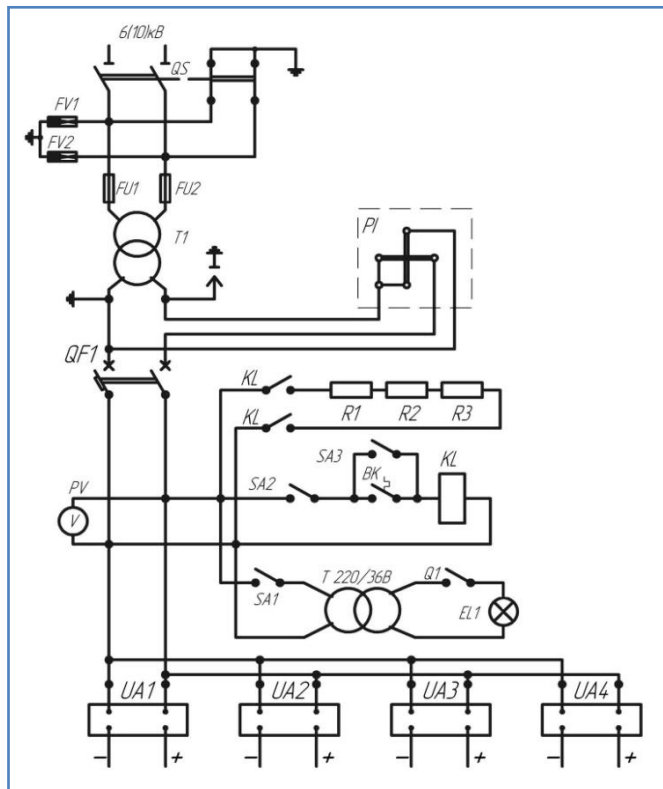 6(10)кВ
QS
FV1
FV2
FU1
FU2
T1
PI
QF1
KL
R1
R2
R3
KL
SA3
KL
SA2
BK
PV
V
T 220/36В
Q1
SA1
EL1
UA1
UA2
UA3
UA4
− + − + − + − +